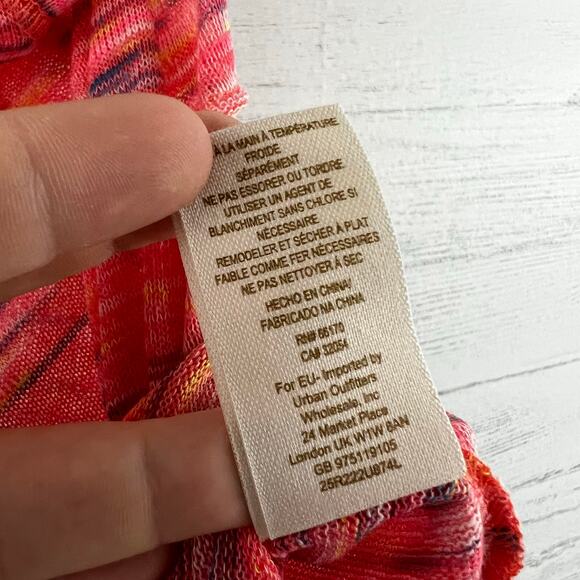 À LA MAIN À TEMPÉRATURE
FROIDE
SÉPARÉMENT
NE PAS ESSORER OU TORDRE
UTILISER UN AGENT DE
BLANCHIMENT SANS CHLORE SI
NÉCESSAIRE
REMODELER ET SÉCHER À PLAT
FAIBLE COMME FER NÉCESSAIRES
NE PAS NETTOYER À SEC
HECHO EN CHINA/
FABRICADO NA CHINA
RN# 66170
CA# 32054
For EU- Imported by
Urban Outfitters
Wholesale, Inc
24 Market Place
London UK W1W 8AN
GB 975119105
25R222U874L